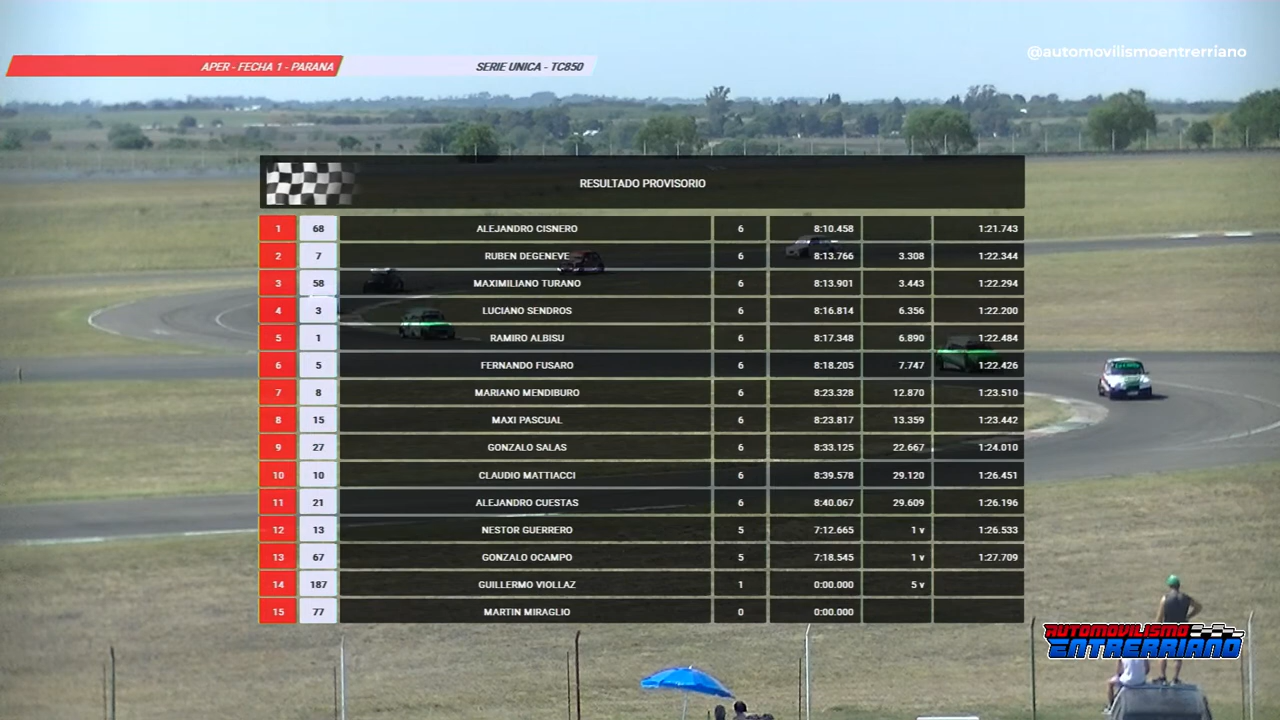 @automovilismoentrerriano
APER - FECHA 1 - PARANA SERIE UNICA - TC850
RESULTADO PROVISORIO
1 68 ALEJANDRO CISNERO 6 8:10.458 1:21.743
2 7 RUBEN DEGENEVE 6 8:13.766 3.308 1:22.344
3 58 MAXIMILIANO TURANO 6 8:13.901 3.443 1:22.294
4 3 LUCIANO SENDROS 6 8:16.814 6.356 1:22.200
5 1 RAMIRO ALBISU 6 8:17.348 6.890 1:22.484
6 5 FERNANDO FUSARO 6 8:18.205 7.747 1:22.426
7 8 MARIANO MENDIBURO 6 8:23.328 12.870 1:23.510
8 15 MAXI PASCUAL 6 8:23.817 13.359 1:23.442
9 27 GONZALO SALAS 6 8:33.125 22.667 1:24.010
10 10 CLAUDIO MATTIACCI 6 8:39.578 29.120 1:26.451
11 21 ALEJANDRO CUESTAS 6 8:40.067 29.609 1:26.196
12 13 NESTOR GUERRERO 5 7:12.665 1 v 1:26.533
13 67 GONZALO OCAMPO 5 7:18.545 1 v 1:27.709
14 187 GUILLERMO VIOLLAZ 1 0:00.000 5 v
15 77 MARTIN MIRAGLIO 0 0:00.000
AUTOMOVILISMO
ENTRERRIANO